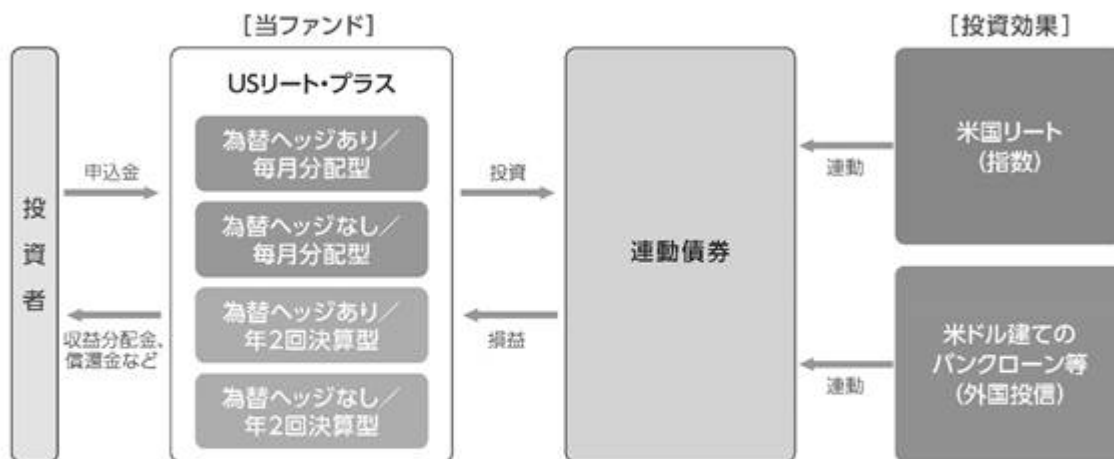 [当ファンド]
[投資効果]
投資者
申込金
収益分配金、
償還金など
USリート・プラス
為替ヘッジあり／
毎月分配型
為替ヘッジなし／
毎月分配型
為替ヘッジあり／
年2回決算型
為替ヘッジなし／
年2回決算型
投資
損益
連動債券
連動
連動
米国リート
(指数)
米ドル建ての
バンクローン等
(外国投信)